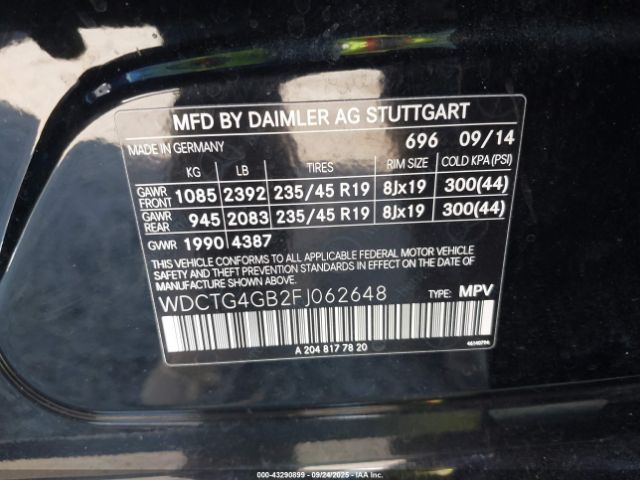 MFD BY DAIMLER AG STUTTGART
MADE IN GERMANY 696 09/14
KG LB TIRES RIM SIZE COLD KPA (PSI)
GAWR FRONT 1085 2392 235/45 R19 8Jx19 300(44)
GAWR REAR 945 2083 235/45 R19 8Jx19 300(44)
GVWR 1990 4387
THIS VEHICLE CONFORMS TO ALL APPLICABLE FEDERAL MOTOR VEHICLE
SAFETY AND THEFT PREVENTION STANDARDS IN EFFECT ON THE DATE OF
MANUFACTURE SHOWN ABOVE.
WDCTG4GB2FJ062648 TYPE: MPV
A 204 817 78 20
000-43290899 - 09/24/2025 - IAAI.COM